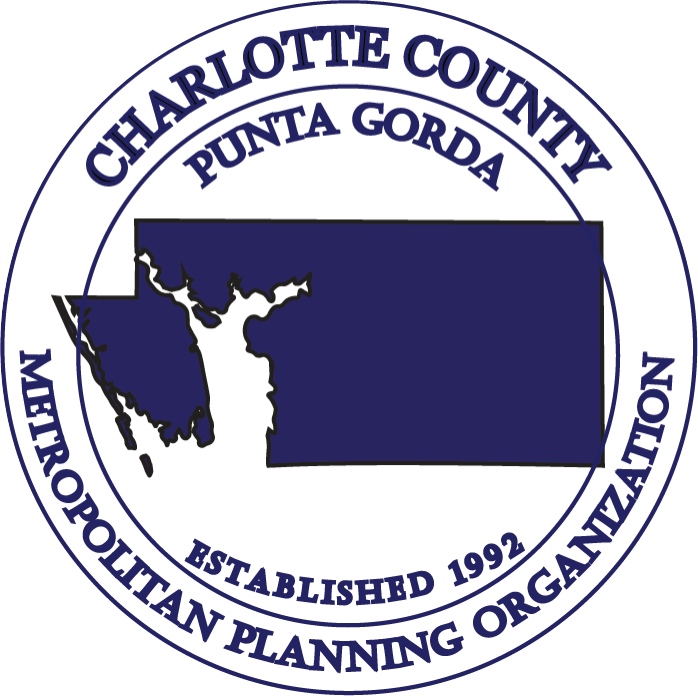 CHARLOTTE COUNTY
PUNTA GORDA
ESTABLISHED 1992
METROPOLITAN PLANNING ORGANIZATION